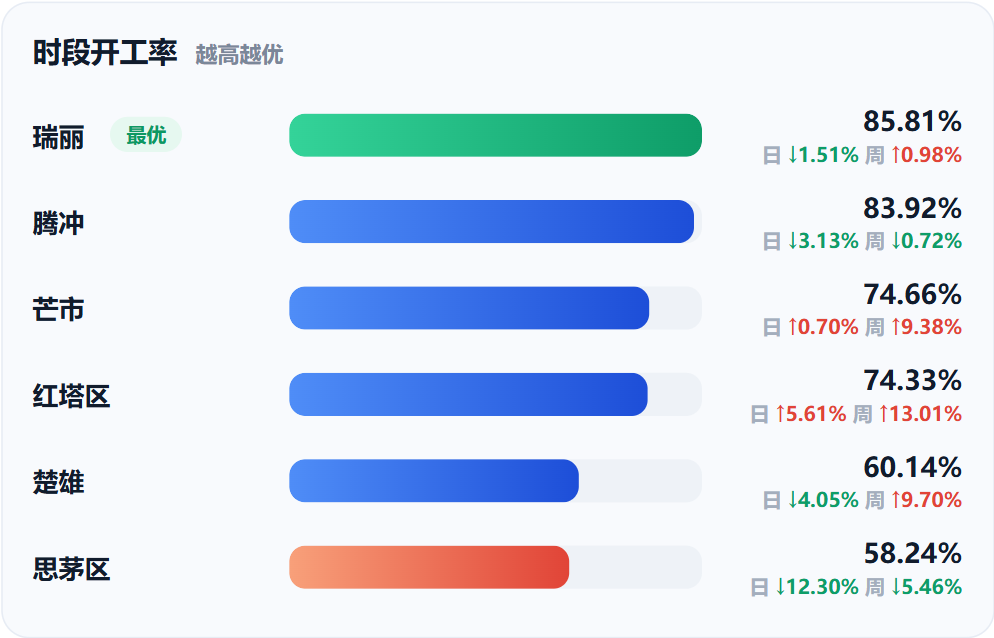 时段开工率 越高越优
瑞丽 最优 85.81%
日 ↓1.51% 周 ↑0.98%
腾冲 83.92%
日 ↓3.13% 周 ↓0.72%
芒市 74.66%
日 ↑0.70% 周 ↑9.38%
红塔区 74.33%
日 ↑5.61% 周 ↑13.01%
楚雄 60.14%
日 ↓4.05% 周 ↑9.70%
思茅区 58.24%
日 ↓12.30% 周 ↓5.46%